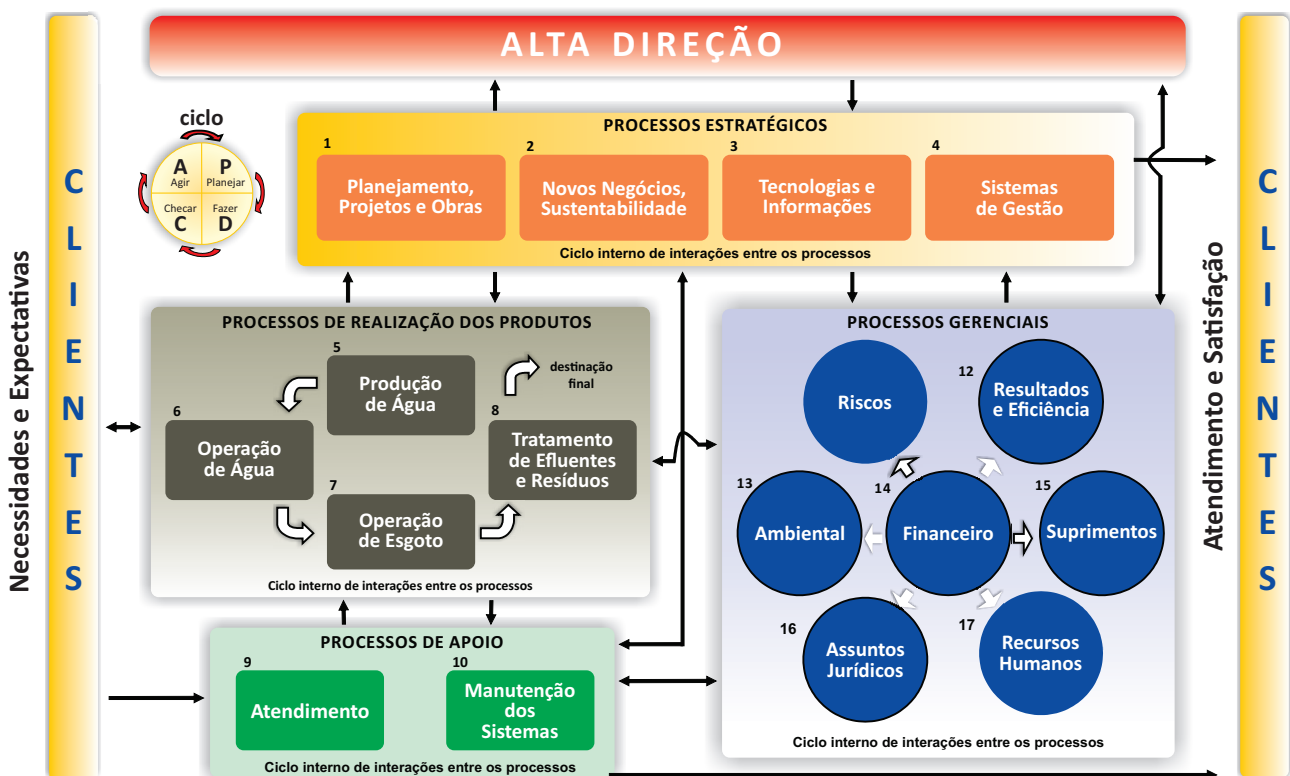 ALTA DIREÇÃO
Necessidades e Expectativas
CLIENTES
ciclo
A
Agir
P
Planejar
Checar
C
Fazer
D
PROCESSOS ESTRATÉGICOS
1
Planejamento,
Projetos e Obras
2
Novos Negócios,
Sustentabilidade
3
Tecnologias e
Informações
4
Sistemas
de Gestão
Ciclo interno de interações entre os processos
PROCESSOS DE REALIZAÇÃO DOS PRODUTOS
5
Produção
de Água
destinação
final
6
Operação
de Água
8
Tratamento
de Efluentes
e Resíduos
7
Operação
de Esgoto
Ciclo interno de interações entre os processos
PROCESSOS GERENCIAIS
Riscos
12
Resultados
e Eficiência
13
Ambiental
14
Financeiro
15
Suprimentos
16
Assuntos
Jurídicos
17
Recursos
Humanos
Ciclo interno de interações entre os processos
PROCESSOS DE APOIO
9
Atendimento
10
Manutenção
dos
Sistemas
Ciclo interno de interações entre os processos
Atendimento e Satisfação
CLIENTES